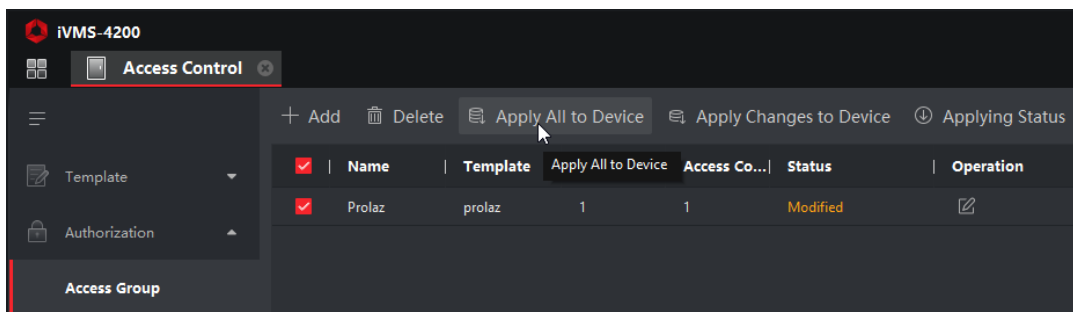 iVMS-4200
Access Control
Add Delete Apply All to Device Apply Changes to Device Applying Status
Name Template Access Co... Status Operation
Apply All to Device
Template
Prolaz prolaz 1 1 Modified
Authorization
Access Group